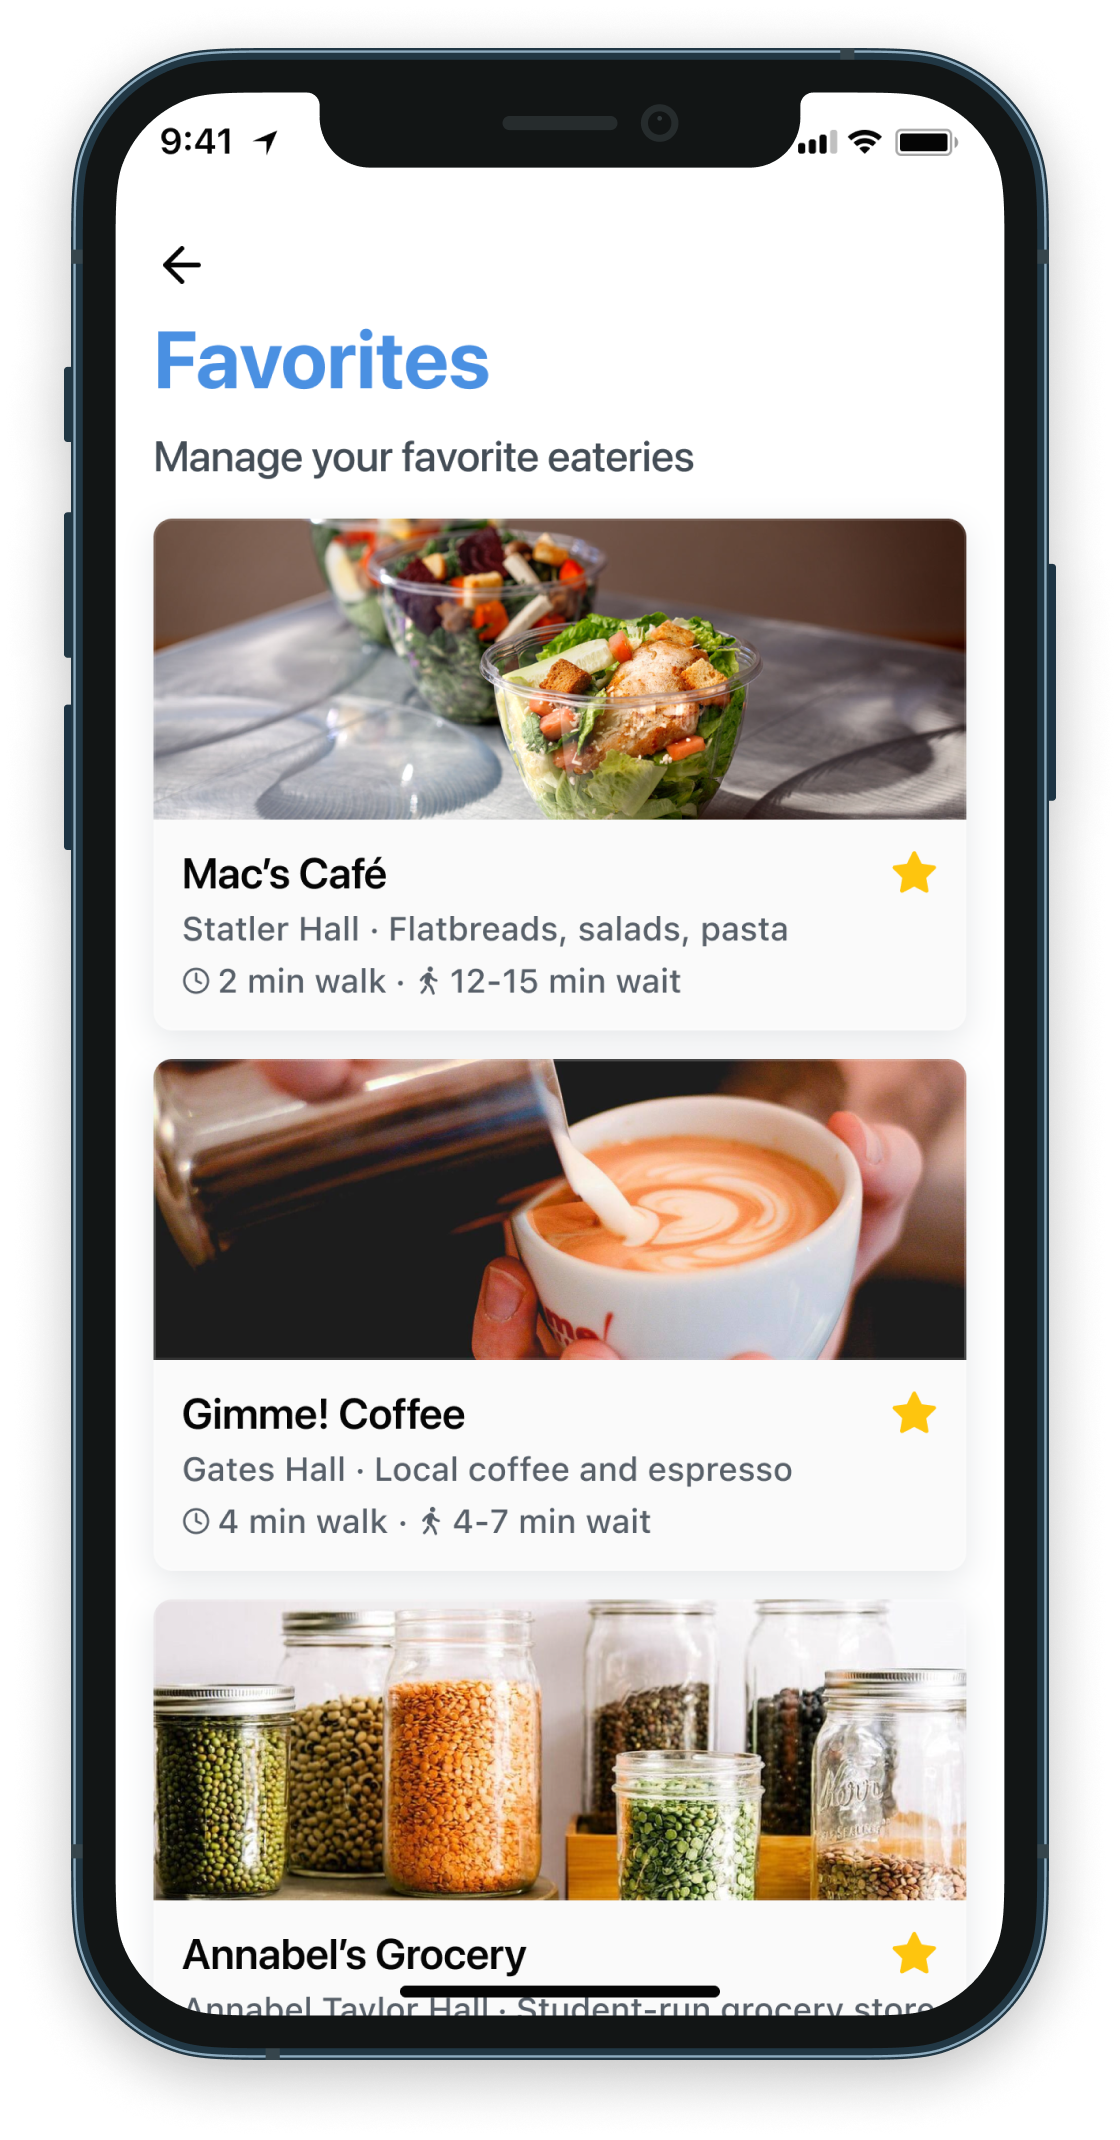 9:41
Favorites
Manage your favorite eateries
Mac’s Café
Statler Hall · Flatbreads, salads, pasta
2 min walk · 12-15 min wait
me!
Gimme! Coffee
Gates Hall · Local coffee and espresso
4 min walk · 4-7 min wait
Kerr
Annabel’s Grocery
Annabel Taylor Hall · Student-run grocery store